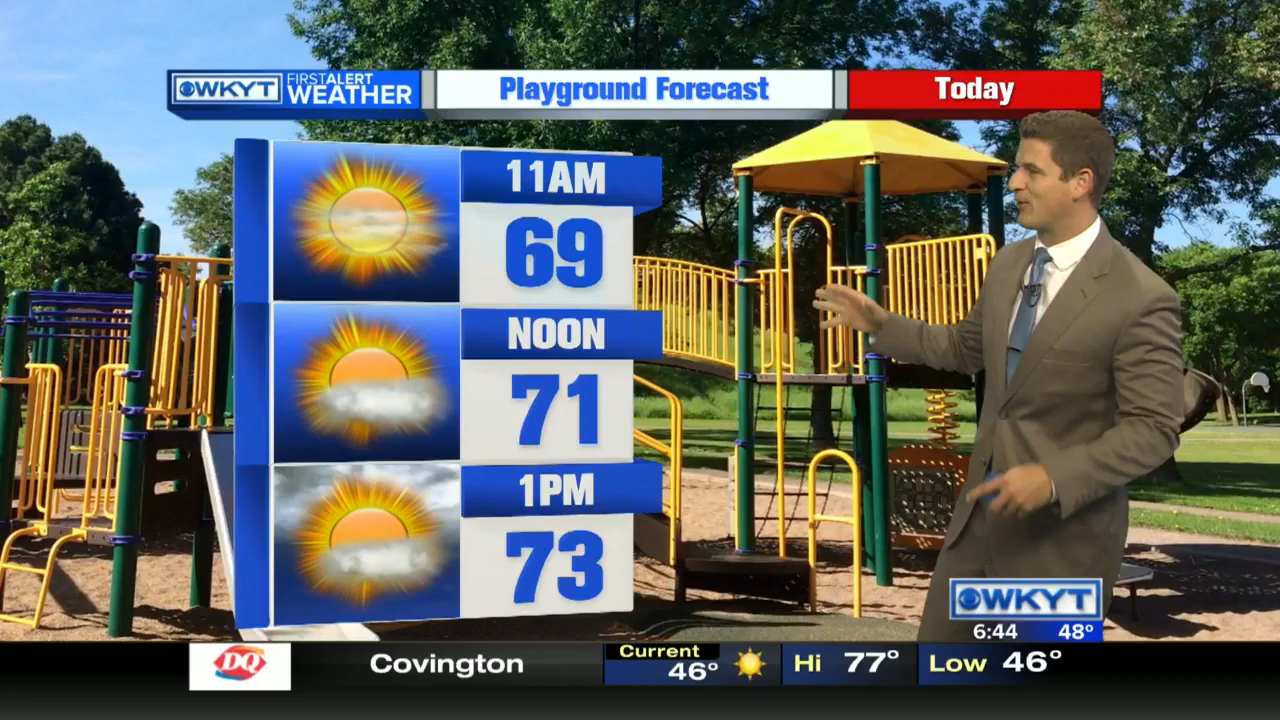 WKYT
FIRST ALERT
WEATHER
Playground Forecast
Today
11AM
69
NOON
71
1PM
73
WKYT
6:44 48°
DQ
Covington
Current
46°
Hi 77°
Low 46°